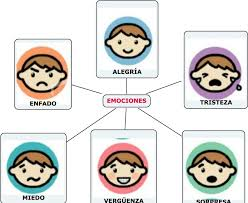 ALEGRÍA
ENFADO
EMOCIONES
TRISTEZA
MIEDO
VERGÜENZA
SORPRESA